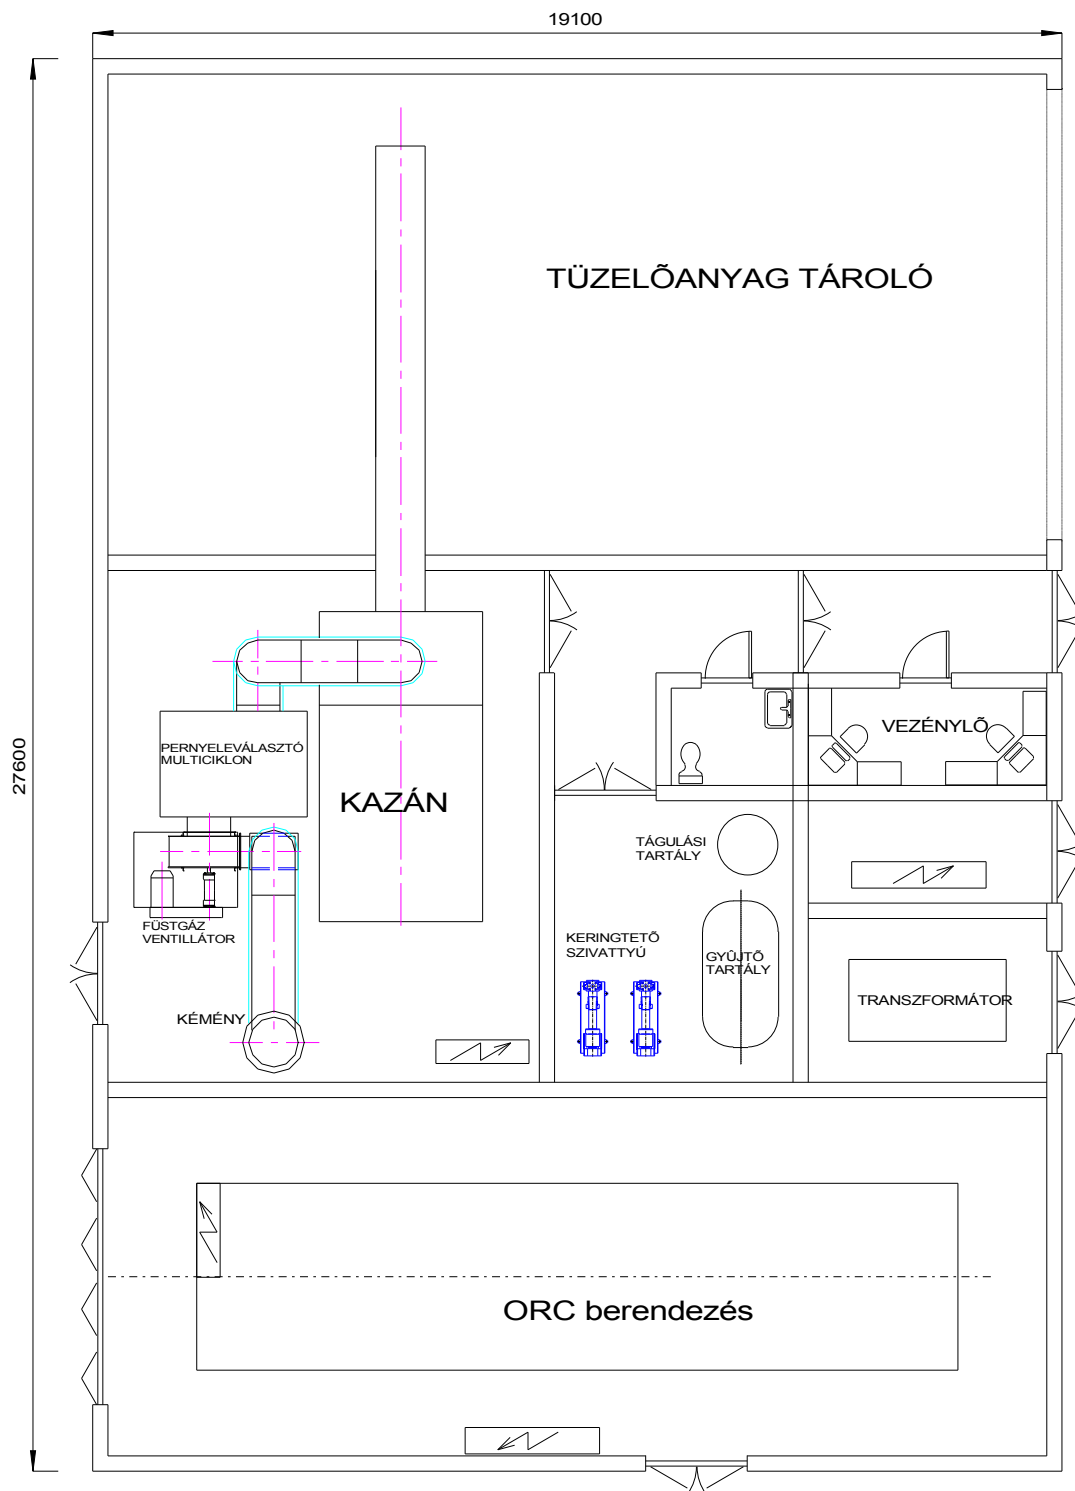 19100
TÜZELÕANYAG TÁROLÓ
27600
PERNYELEVÁLASZTÓ
MULTICIKLON
KAZÁN
VEZÉNYLÕ
TÁGULÁSI
TARTÁLY
FÜSTGÁZ
VENTILLÁTOR
KERINGTETÕ
SZIVATTYÚ
GYÛJTÕ
TARTÁLY
TRANSZFORMÁTOR
KÉMÉNY
ORC berendezés